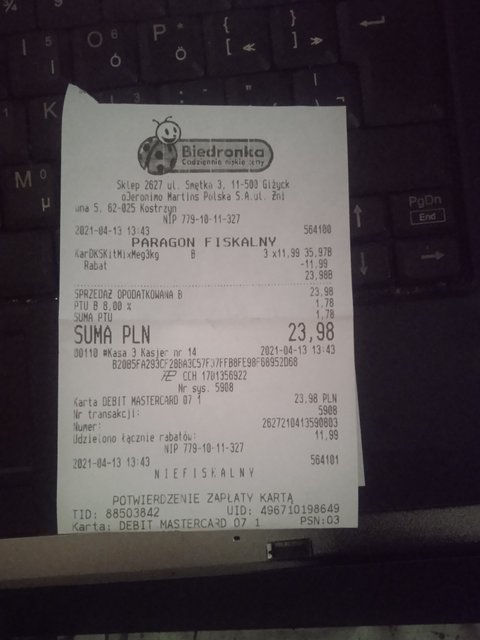 5
O 6
Ó
P *
Ö
{
[ «
}
] »
K
M 0
µ
PgDn
End
Biedronka
Codziennie niskie ceny
Sklep 2627 ul. Smętka 3, 11-500 Giżyck
oJeronimo Martins Polska S.A.ul. Żni
wna 5, 62-025 Kostrzyn
NIP 779-10-11-327
2021-04-13 13:43 564100
PARAGON FISKALNY
KarDKSKitMixMeg3kg B 3 x11,99 35,97B
Rabat -11,99
23,98B
SPRZEDAŻ OPODATKOWANA B 23,98
PTU B 8,00 % 1,78
SUMA PTU 1,78
SUMA PLN 23,98
00110 #Kasa 3 Kasjer nr 14 2021-04-13 13:43
CCH 1701356922
Nr sys. 5908
Karta DEBIT MASTERCARD 07 1 23,98 PLN
Nr transakcji: 5908
Numer: 2627210413590803
Udzielono łącznie rabatów: 11,99
NIP 779-10-11-327
2021-04-13 13:43 564101
NIEFISKALNY
POTWIERDZENIE ZAPŁATY KARTĄ
TID: 88503842 UID: 496710198649
Karta: DEBIT MASTERCARD 07 1 PSN:03